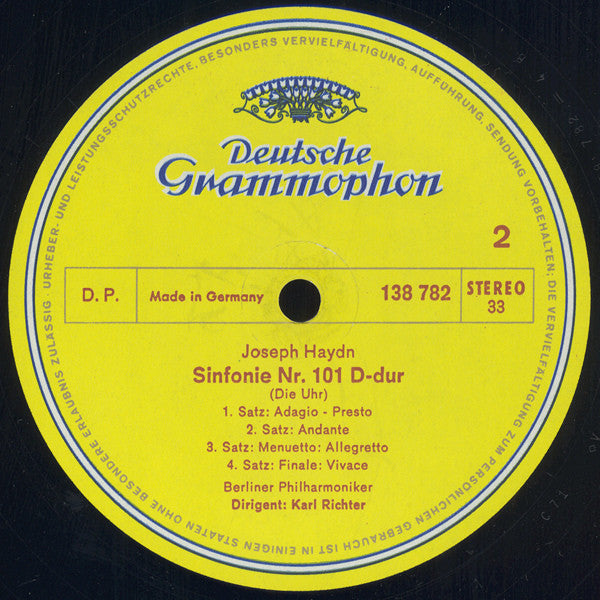 URHEBER- UND LEISTUNGSSCHUTZRECHTE, BESONDERS VERVIELFÄLTIGUNG, AUFFÜHRUNG, SENDUNG VORBEHALTEN; DIE VERVIELFÄLTIGUNG ZUM PERSÖNLICHEN GEBRAUCH IST IN EINIGEN STAATEN OHNE BESONDERE ERLAUBNIS ZULÄSSIG ·
Deutsche
Grammophon
2
D. P.
Made in Germany
138 782
STEREO
33
Joseph Haydn
Sinfonie Nr. 101 D-dur
(Die Uhr)
1. Satz: Adagio - Presto
2. Satz: Andante
3. Satz: Menuetto: Allegretto
4. Satz: Finale: Vivace
Berliner Philharmoniker
Dirigent: Karl Richter